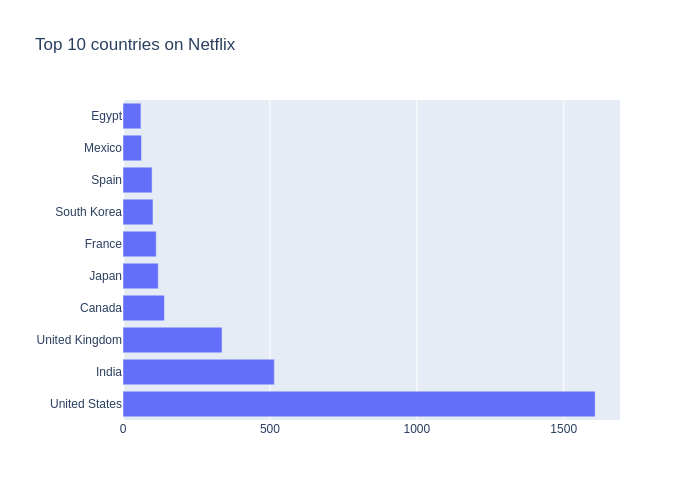 Top 10 countries on Netflix
Egypt
Mexico
Spain
South Korea
France
Japan
Canada
United Kingdom
India
United States
0 500 1000 1500